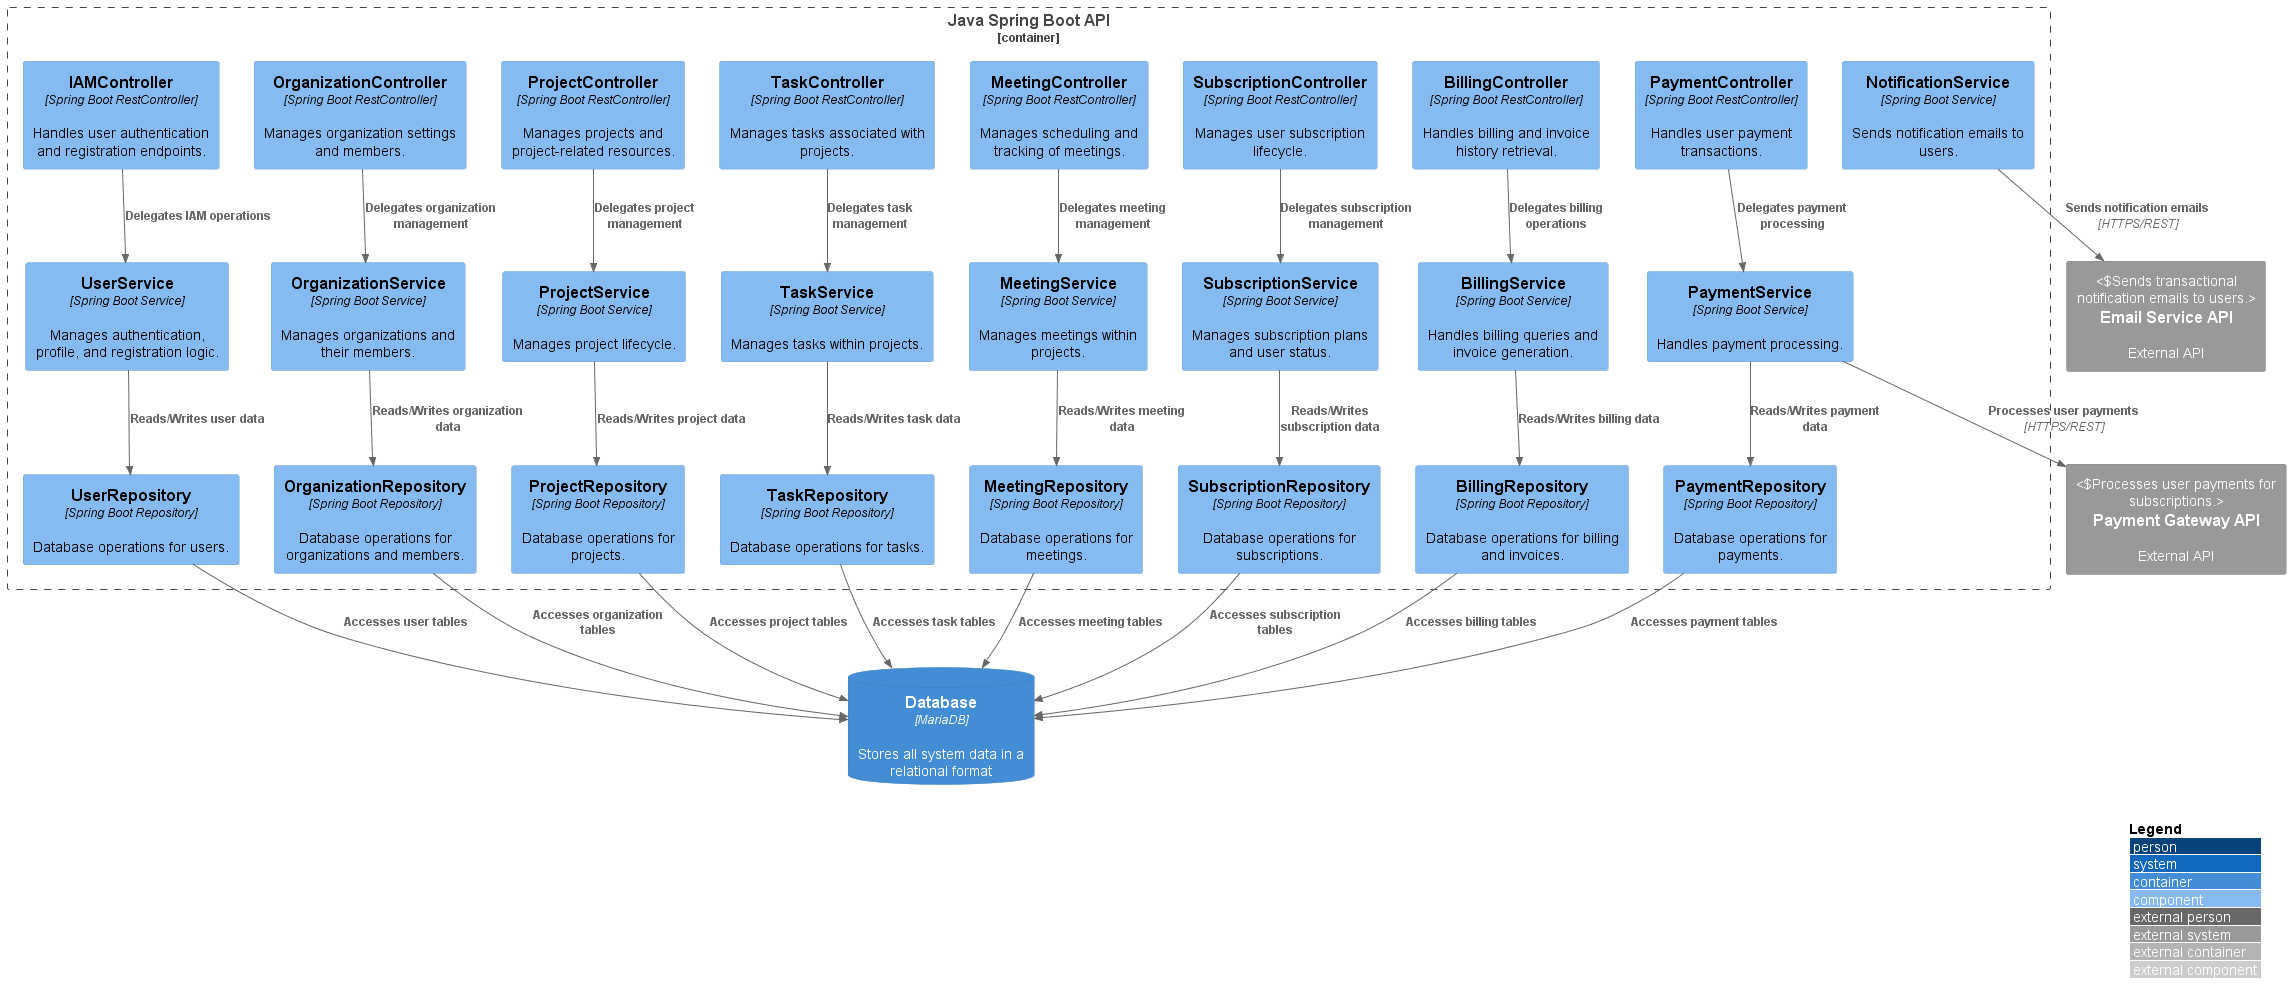 Java Spring Boot API
[container]
IAMController
[Spring Boot RestController]
Handles user authentication
and registration endpoints.
OrganizationController
[Spring Boot RestController]
Manages organization settings
and members.
ProjectController
[Spring Boot RestController]
Manages projects and
project-related resources.
TaskController
[Spring Boot RestController]
Manages tasks associated with
projects.
MeetingController
[Spring Boot RestController]
Manages scheduling and
tracking of meetings.
SubscriptionController
[Spring Boot RestController]
Manages user subscription
lifecycle.
BillingController
[Spring Boot RestController]
Handles billing and invoice
history retrieval.
PaymentController
[Spring Boot RestController]
Handles user payment
transactions.
NotificationService
[Spring Boot Service]
Sends notification emails to
users.
Delegates IAM operations
Delegates organization
management
Delegates project
management
Delegates task
management
Delegates meeting
management
Delegates subscription
management
Delegates billing
operations
Delegates payment
processing
Sends notification emails
[HTTPS/REST]
UserService
[Spring Boot Service]
Manages authentication,
profile, and registration logic.
OrganizationService
[Spring Boot Service]
Manages organizations and
their members.
ProjectService
[Spring Boot Service]
Manages project lifecycle.
TaskService
[Spring Boot Service]
Manages tasks within projects.
MeetingService
[Spring Boot Service]
Manages meetings within
projects.
SubscriptionService
[Spring Boot Service]
Manages subscription plans
and user status.
BillingService
[Spring Boot Service]
Handles billing queries and
invoice generation.
PaymentService
[Spring Boot Service]
Handles payment processing.
<$Sends transactional
notification emails to users.>
Email Service API
External API
Reads/Writes user data
Reads/Writes organization
data
Reads/Writes project data
Reads/Writes task data
Reads/Writes meeting
data
Reads/Writes
subscription data
Reads/Writes billing data
Reads/Writes payment
data
Processes user payments
[HTTPS/REST]
UserRepository
[Spring Boot Repository]
Database operations for users.
OrganizationRepository
[Spring Boot Repository]
Database operations for
organizations and members.
ProjectRepository
[Spring Boot Repository]
Database operations for
projects.
TaskRepository
[Spring Boot Repository]
Database operations for tasks.
MeetingRepository
[Spring Boot Repository]
Database operations for
meetings.
SubscriptionRepository
[Spring Boot Repository]
Database operations for
subscriptions.
BillingRepository
[Spring Boot Repository]
Database operations for billing
and invoices.
PaymentRepository
[Spring Boot Repository]
Database operations for
payments.
<$Processes user payments for
subscriptions.>
Payment Gateway API
External API
Accesses user tables
Accesses organization
tables
Accesses project tables
Accesses task tables
Accesses meeting tables
Accesses subscription
tables
Accesses billing tables
Accesses payment tables
Database
[MariaDB]
Stores all system data in a
relational format
Legend
person
system
container
component
external person
external system
external container
external component